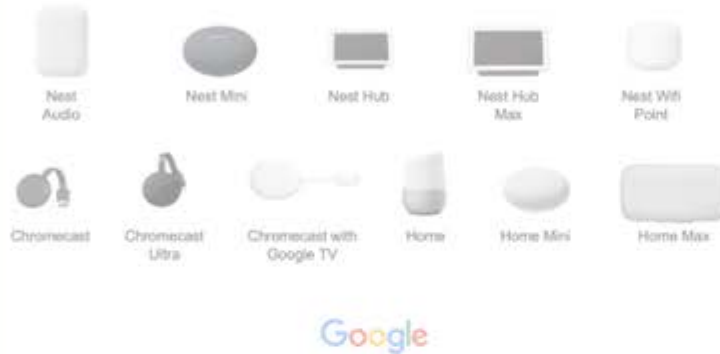 Nest
Audio
Nest Mini
Nest Hub
Nest Hub
Max
Nest Wifi
Point
Chromecast
Chromecast
Ultra
Chromecast with
Google TV
Home
Home Mini
Home Max
Google